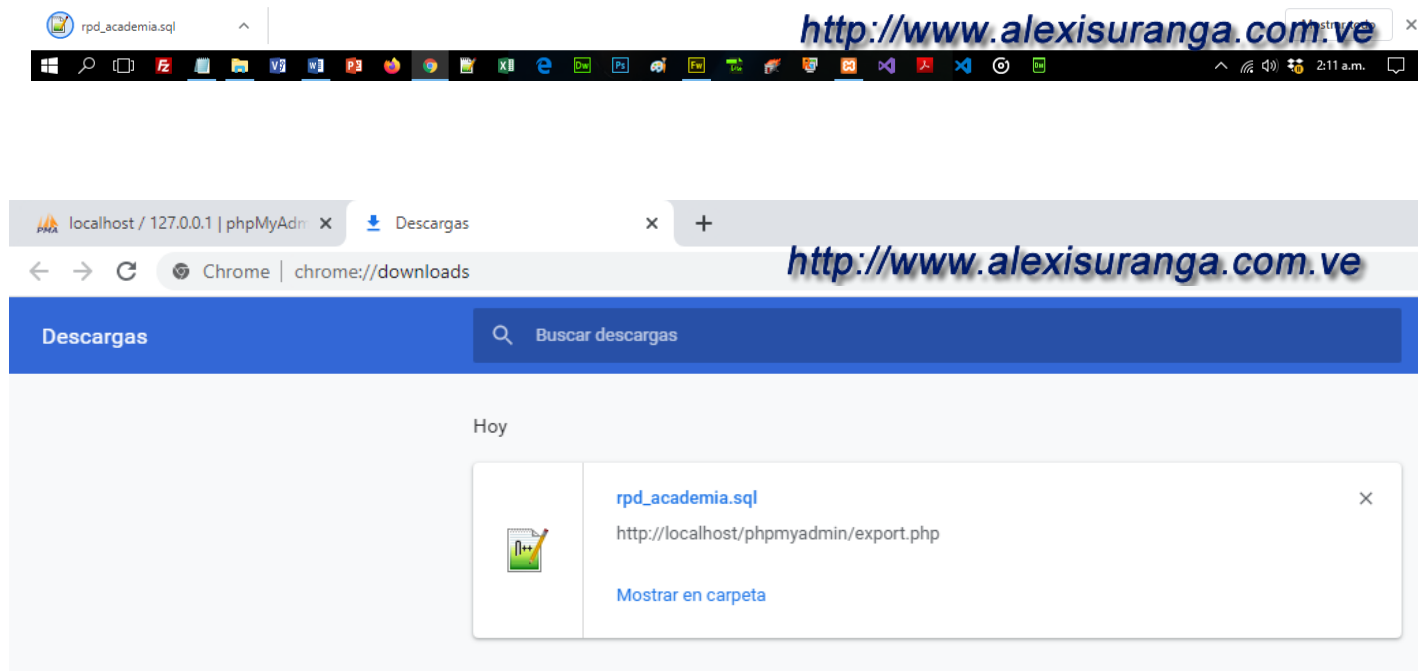 rpd_academia.sql
http://www.alexisuranga.com.ve
2:11 a.m.
localhost / 127.0.0.1 | phpMyAdm
Descargas
Chrome | chrome://downloads
http://www.alexisuranga.com.ve
Descargas
Buscar descargas
Hoy
rpd_academia.sql
http://localhost/phpmyadmin/export.php
Mostrar en carpeta